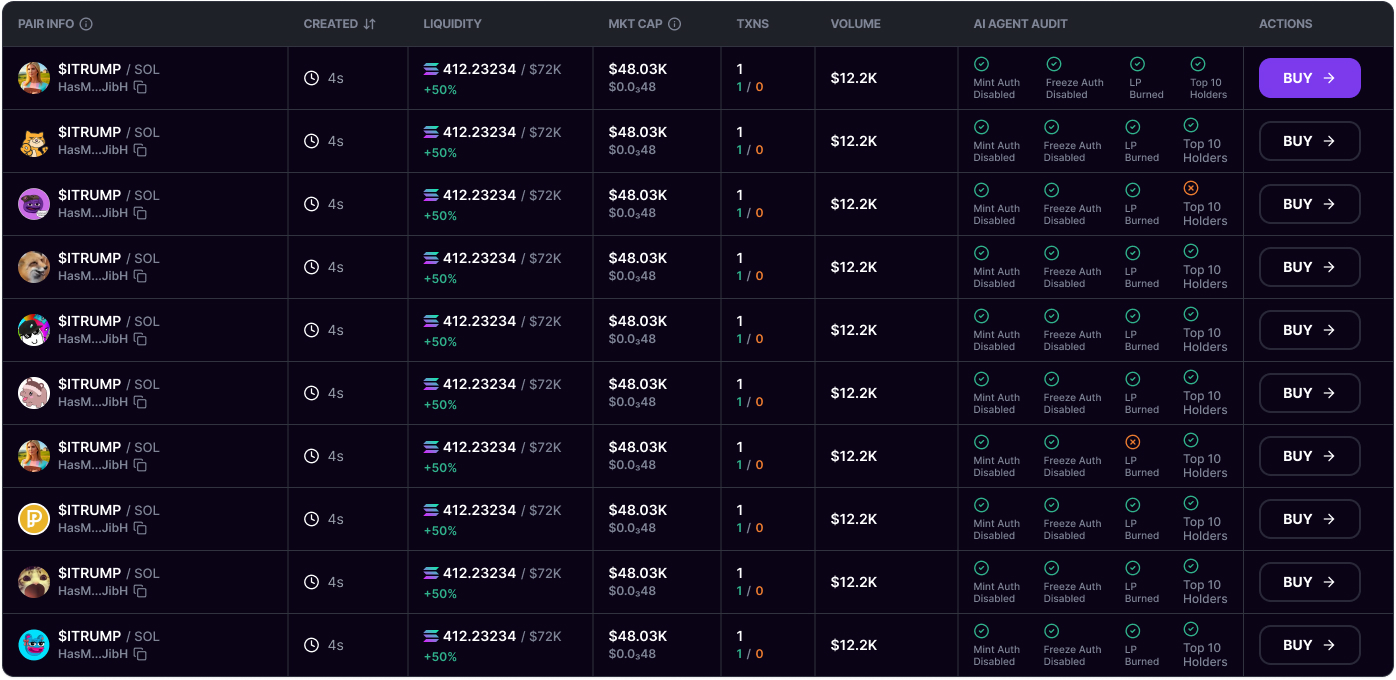 PAIR INFO CREATED LIQUIDITY MKT CAP TXNS VOLUME AI AGENT AUDIT ACTIONS
$ITRUMP / SOL 4s 412.23234 / $72K $48.03K 1 $12.2K Mint Auth Freeze Auth LP Top 10 BUY
HasM...JibH +50% $0.0₃48 1 / 0 Disabled Disabled Burned Holders
$ITRUMP / SOL 4s 412.23234 / $72K $48.03K 1 $12.2K Mint Auth Freeze Auth LP Top 10 BUY
HasM...JibH +50% $0.0₃48 1 / 0 Disabled Disabled Burned Holders
$ITRUMP / SOL 4s 412.23234 / $72K $48.03K 1 $12.2K Mint Auth Freeze Auth LP Top 10 BUY
HasM...JibH +50% $0.0₃48 1 / 0 Disabled Disabled Burned Holders
$ITRUMP / SOL 4s 412.23234 / $72K $48.03K 1 $12.2K Mint Auth Freeze Auth LP Top 10 BUY
HasM...JibH +50% $0.0₃48 1 / 0 Disabled Disabled Burned Holders
$ITRUMP / SOL 4s 412.23234 / $72K $48.03K 1 $12.2K Mint Auth Freeze Auth LP Top 10 BUY
HasM...JibH +50% $0.0₃48 1 / 0 Disabled Disabled Burned Holders
$ITRUMP / SOL 4s 412.23234 / $72K $48.03K 1 $12.2K Mint Auth Freeze Auth LP Top 10 BUY
HasM...JibH +50% $0.0₃48 1 / 0 Disabled Disabled Burned Holders
$ITRUMP / SOL 4s 412.23234 / $72K $48.03K 1 $12.2K Mint Auth Freeze Auth LP Top 10 BUY
HasM...JibH +50% $0.0₃48 1 / 0 Disabled Disabled Burned Holders
$ITRUMP / SOL 4s 412.23234 / $72K $48.03K 1 $12.2K Mint Auth Freeze Auth LP Top 10 BUY
HasM...JibH +50% $0.0₃48 1 / 0 Disabled Disabled Burned Holders
$ITRUMP / SOL 4s 412.23234 / $72K $48.03K 1 $12.2K Mint Auth Freeze Auth LP Top 10 BUY
HasM...JibH +50% $0.0₃48 1 / 0 Disabled Disabled Burned Holders
$ITRUMP / SOL 4s 412.23234 / $72K $48.03K 1 $12.2K Mint Auth Freeze Auth LP Top 10 BUY
HasM...JibH +50% $0.0₃48 1 / 0 Disabled Disabled Burned Holders